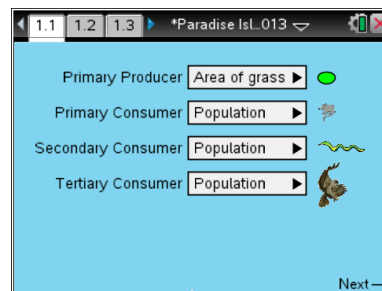 1.1 1.2 1.3 *Paradise Isl...013
Primary Producer Area of grass
Primary Consumer Population
Secondary Consumer Population
Tertiary Consumer Population
Next